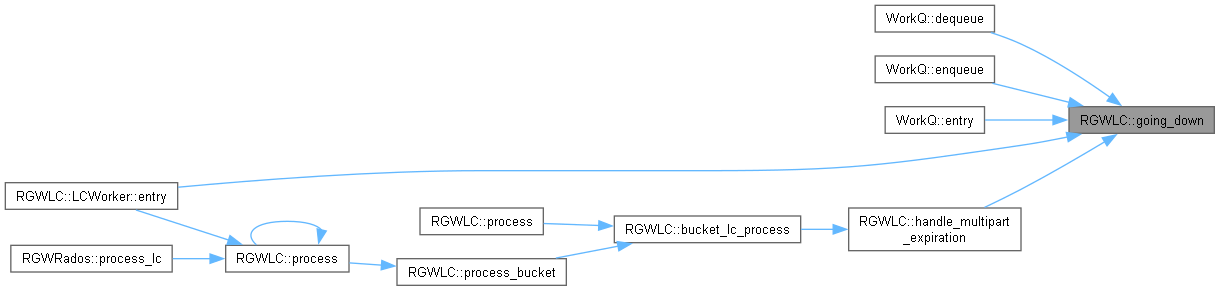 WorkQ::dequeue
WorkQ::enqueue
WorkQ::entry
RGWLC::going_down
RGWLC::LCWorker::entry
RGWLC::process
RGWLC::bucket_lc_process
RGWLC::handle_multipart
_expiration
RGWRados::process_lc
RGWLC::process
RGWLC::process_bucket